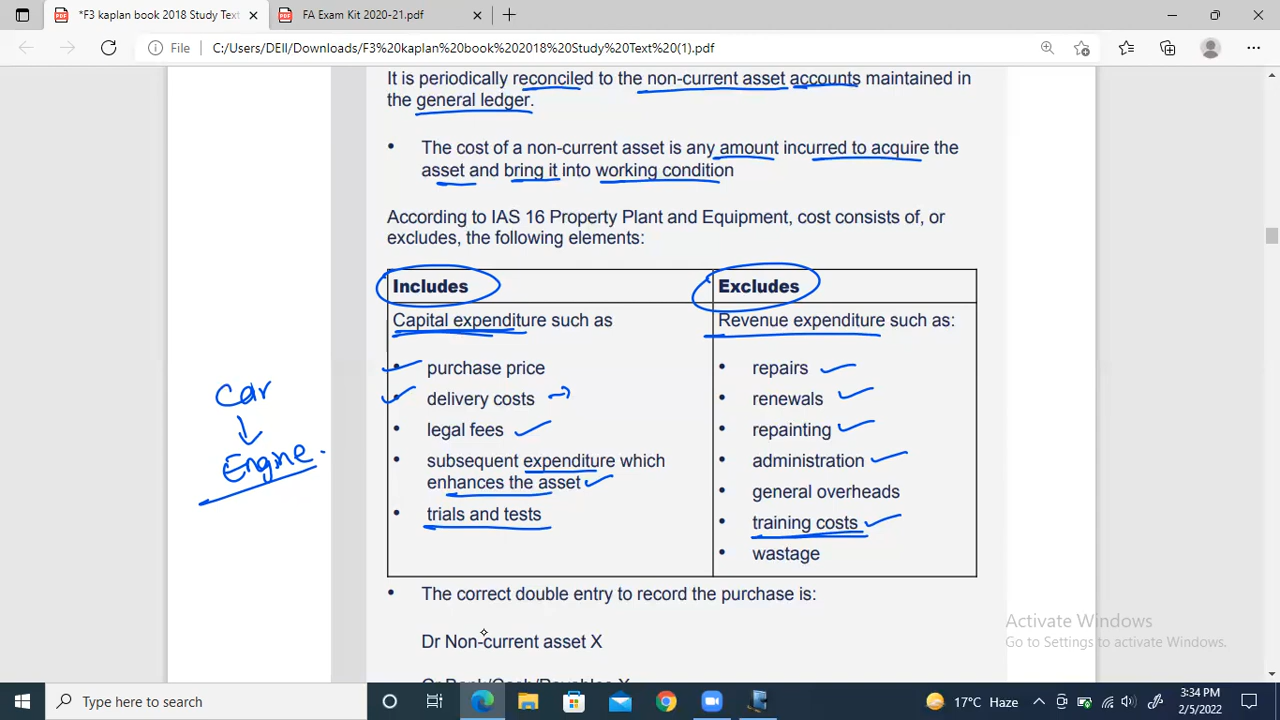 *F3 kaplan book 2018 Study Text
FA Exam Kit 2020-21.pdf
File
C:/Users/DEll/Downloads/F3%20kaplan%20book%202018%20Study%20Text (1).pdf
It is periodically reconciled to the non-current asset accounts maintained in
the general ledger.
• The cost of a non-current asset is any amount incurred to acquire the
asset and bring it into working condition
According to IAS 16 Property Plant and Equipment, cost consists of, or
excludes, the following elements:
Includes
Capital expenditure such as
• purchase price
• delivery costs
• legal fees
• subsequent expenditure which
enhances the asset
• trials and tests
Excludes
Revenue expenditure such as:
• repairs
• renewals
• repainting
• administration
• general overheads
• training costs
• wastage
Car
Engine.
• The correct double entry to record the purchase is:
Dr Non-current asset X
Cr Bank/Cash/Payables X
Activate Windows
Go to Settings to activate Windows.
Type here to search
17°C Haze
3:34 PM
2/5/2022